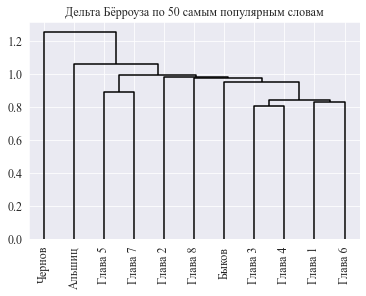 Дельта Бёрроуза по 50 самым популярным словам
1.2
1.0
0.8
0.6
0.4
0.2
0.0
Чернов
Альшиц
Глава 5
Глава 7
Глава 2
Глава 8
Быков
Глава 3
Глава 4
Глава 1
Глава 6